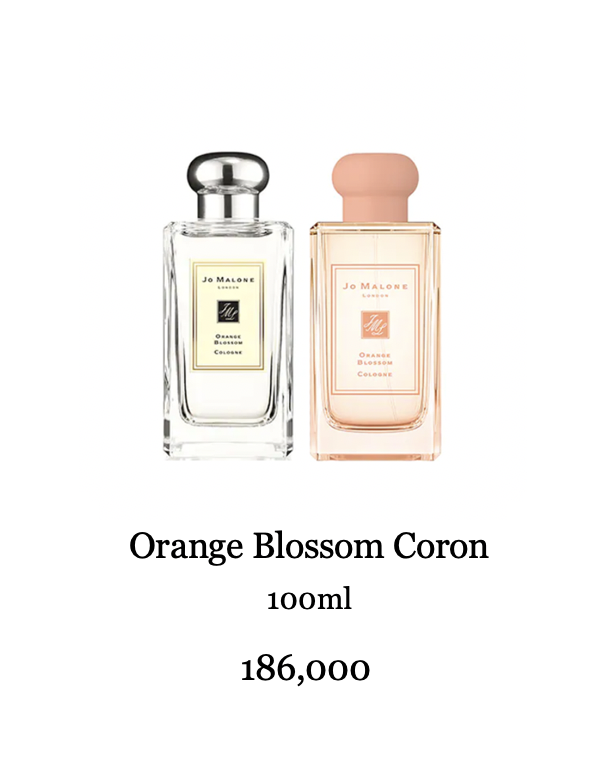 Jo Malone
London
Orange
Blossom
Cologne
Jo Malone
London
Orange
Blossom
Cologne
Orange Blossom Coron
100ml
186,000